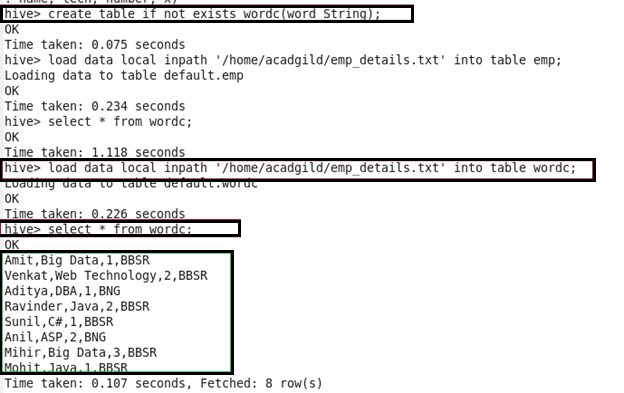 hive> create table if not exists wordc(word String);
OK
Time taken: 0.075 seconds
hive> load data local inpath '/home/acadgild/emp_details.txt' into table emp;
Loading data to table default.emp
OK
Time taken: 0.234 seconds
hive> select * from wordc;
OK
Time taken: 1.118 seconds
hive> load data local inpath '/home/acadgild/emp_details.txt' into table wordc;
Loading data to table default.wordc
OK
Time taken: 0.226 seconds
hive> select * from wordc;
OK
Amit,Big Data,1,BBSR
Venkat,Web Technology,2,BBSR
Aditya,DBA,1,BNG
Ravinder,Java,2,BBSR
Sunil,C#,1,BBSR
Anil,ASP,2,BNG
Mihir,Big Data,3,BBSR
Mohit,Java,1,BBSR
Time taken: 0.107 seconds, Fetched: 8 row(s)